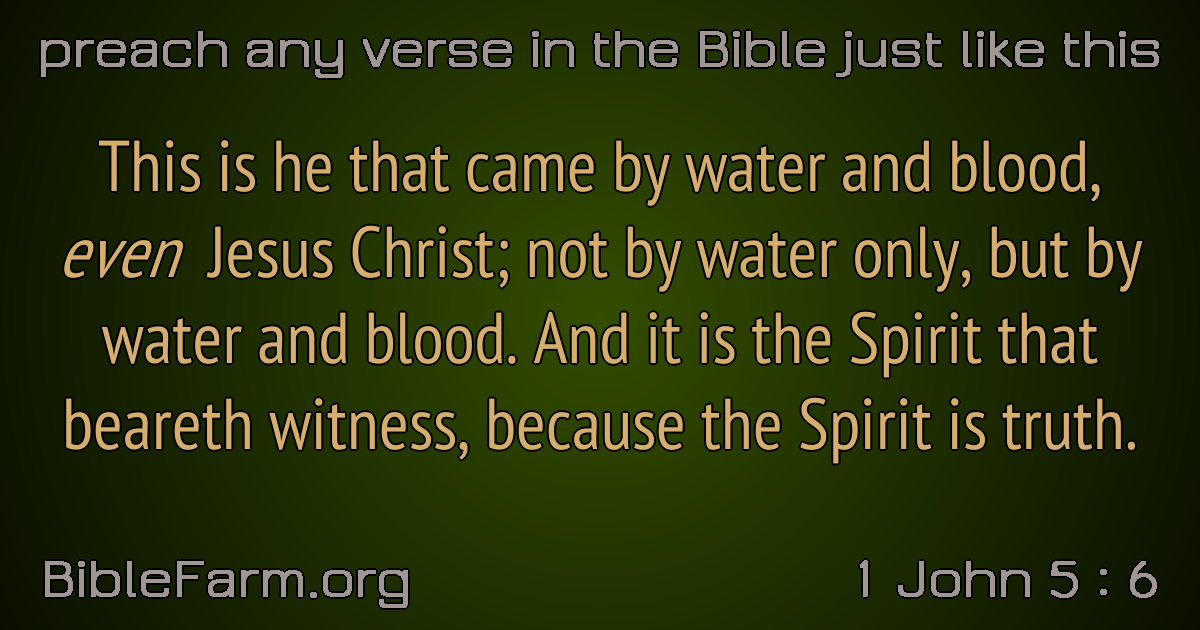 preach any verse in the Bible just like this
This is he that came by water and blood,
even Jesus Christ; not by water only, but by
water and blood. And it is the Spirit that
beareth witness, because the Spirit is truth.
BibleFarm.org
1 John 5 : 6